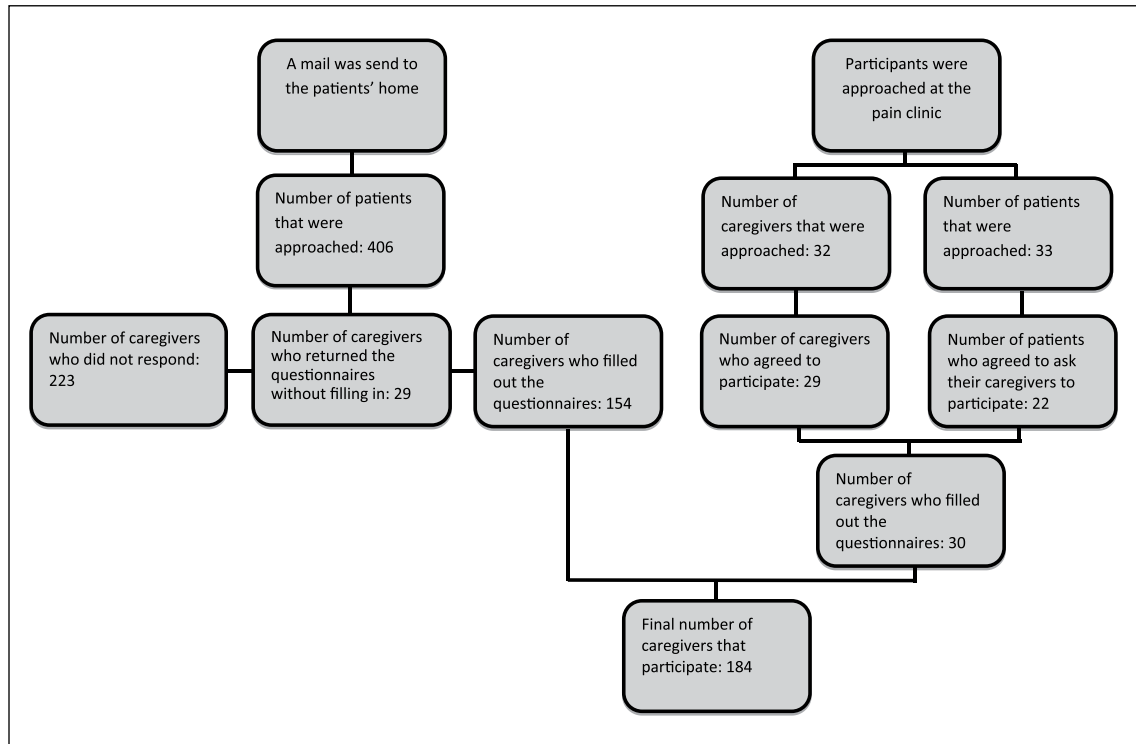 A mail was send to
the patients' home
Participants were
approached at the
pain clinic
Number of patients
that were
approached: 406
Number of
caregivers that were
approached: 32
Number of patients
that were
approached: 33
Number of caregivers
who did not respond:
223
Number of caregivers
who returned the
questionnaires
without filling in: 29
Number of
caregivers who filled
out the
questionnaires: 154
Number of caregivers
who agreed to
participate: 29
Number of patients
who agreed to ask
their caregivers to
participate: 22
Number of
caregivers who filled
out the
questionnaires: 30
Final number of
caregivers that
participate: 184